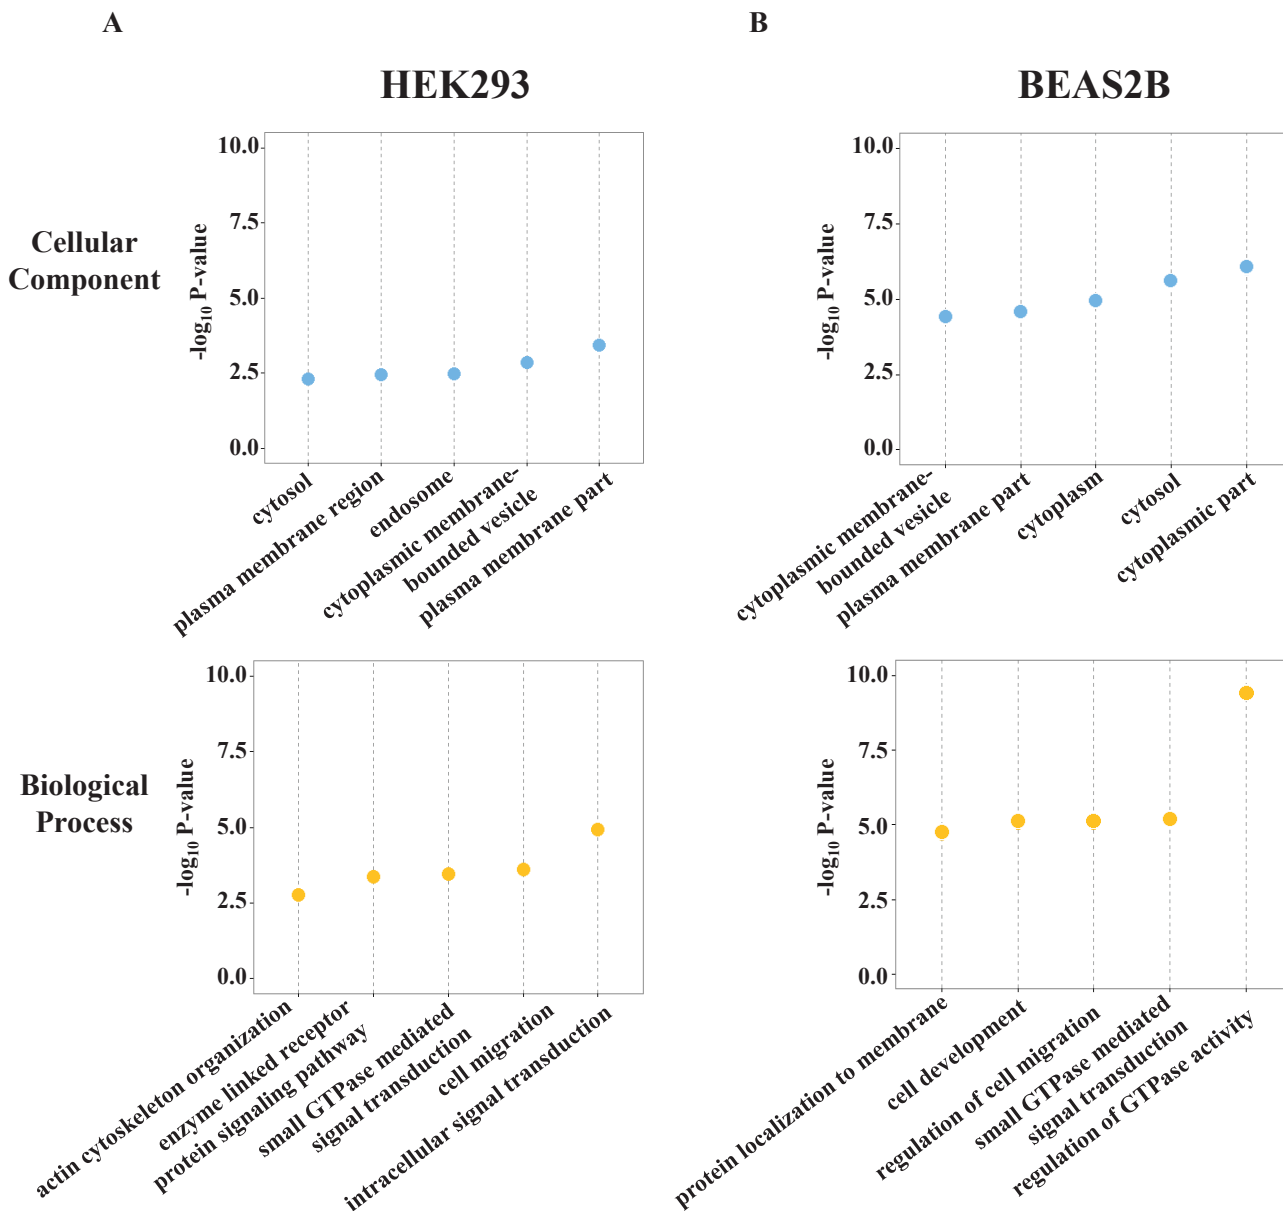 A
B
HEK293
BEAS2B
Cellular
Component
-log10 P-value
10.0
7.5
5.0
2.5
0.0
cytosol
plasma membrane region
endosome
cytoplasmic membrane-
bounded vesicle
plasma membrane part
-log10 P-value
10.0
7.5
5.0
2.5
0.0
cytoplasmic membrane-
bounded vesicle
plasma membrane part
cytoplasm
cytosol
cytoplasmic part
Biological
Process
-log10 P-value
10.0
7.5
5.0
2.5
0.0
actin cytoskeleton organization
enzyme linked receptor
protein signaling pathway
small GTPase mediated
signal transduction
cell migration
intracellular signal transduction
-log10 P-value
10.0
7.5
5.0
2.5
0.0
protein localization to membrane
cell development
regulation of cell migration
small GTPase mediated
signal transduction
regulation of GTPase activity